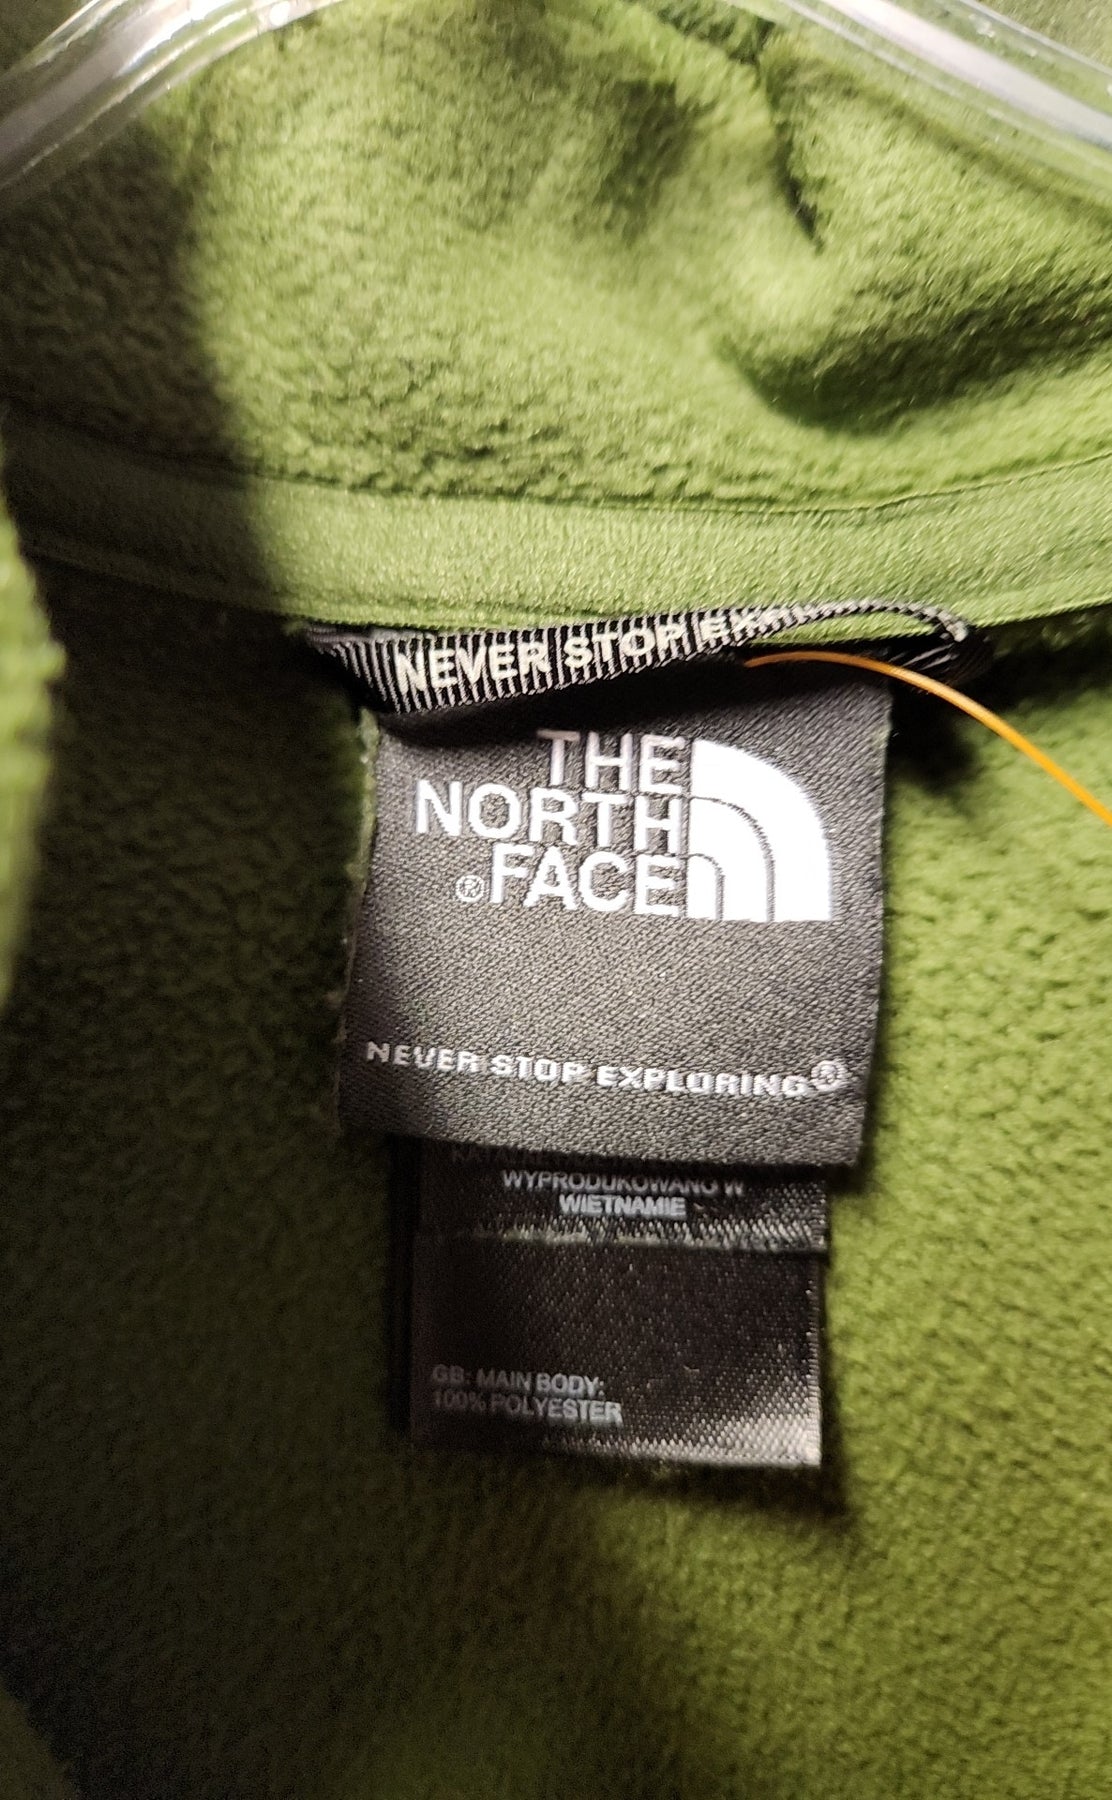 NEVER STOP
THE
NORTH
FACE
®
NEVER STOP EXPLORING®
WYPRODUKOWANO W
WIETNAMIE
GB: MAIN BODY:
100% POLYESTER